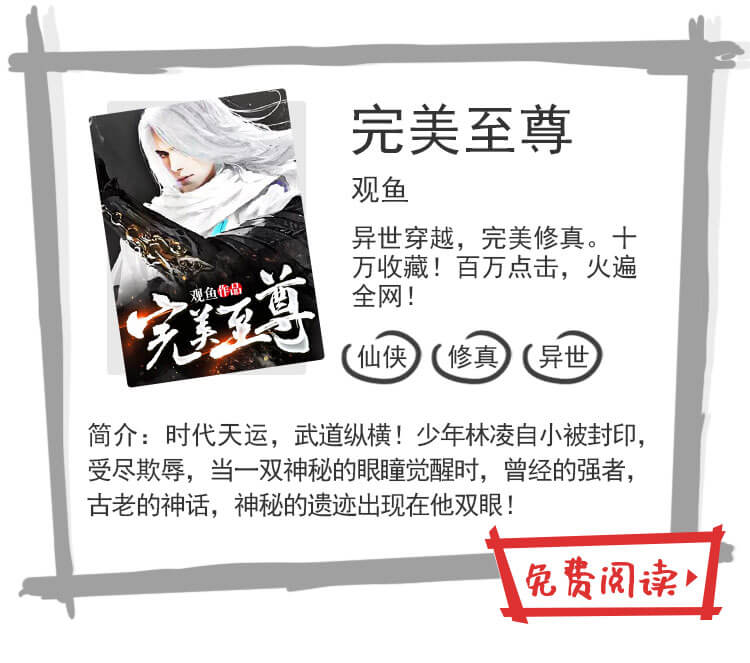 完美至尊
观鱼
异世穿越，完美修真。十
万收藏！百万点击，火遍
全网！
仙侠 修真 异世
观鱼作品
完美至尊
简介：时代天运，武道纵横！少年林凌自小被封印，
受尽欺辱，当一双神秘的眼瞳觉醒时，曾经的强者，
古老的神话，神秘的遗迹出现在他双眼！
免费阅读